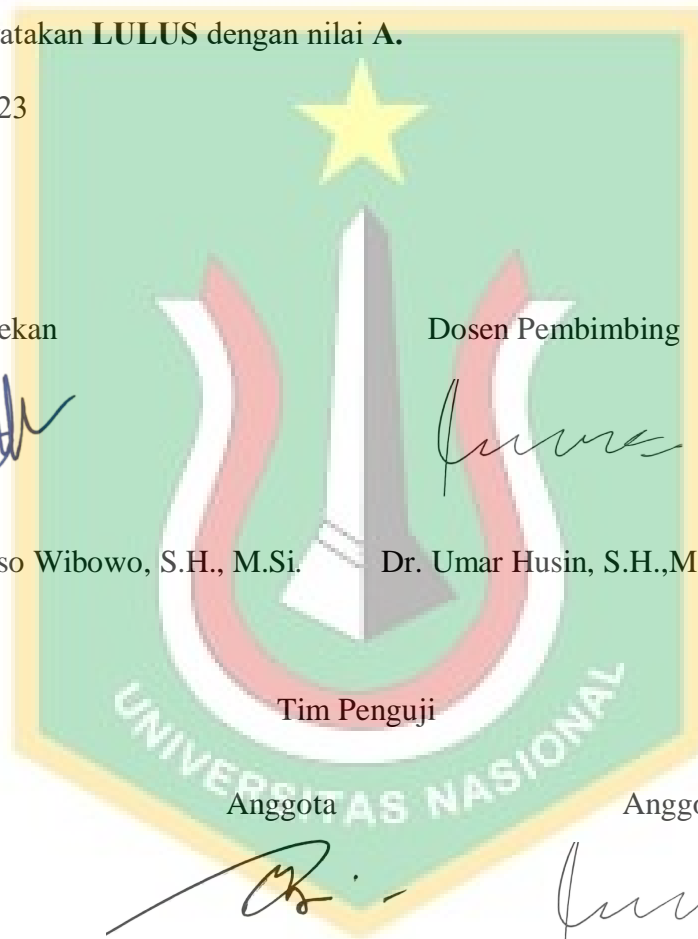 atakan LULUS dengan nilai A.
23
ekan Dosen Pembimbing
so Wibowo, S.H., M.Si. Dr. Umar Husin, S.H.,M
Tim Penguji
UNIVERSITAS NASIONAL
Anggota Anggo